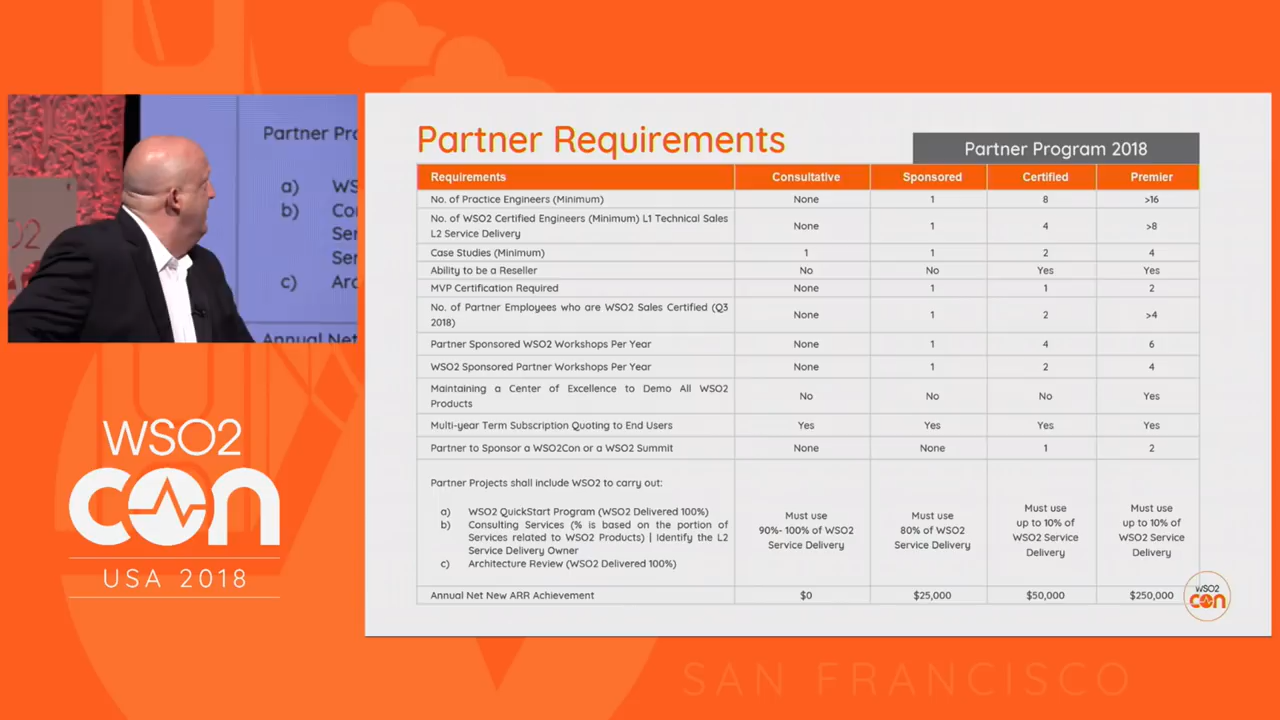 Partner Pro
a) WS
b) Co
Ser
Ser
c) Arc
Annual Net
O2
WSO2
CON
USA 2018
Partner Requirements
Partner Program 2018
Requirements Consultative Sponsored Certified Premier
No. of Practice Engineers (Minimum) None 1 8 >16
No. of WSO2 Certified Engineers (Minimum) L1 Technical Sales
L2 Service Delivery None 1 4 >8
Case Studies (Minimum) 1 1 2 4
Ability to be a Reseller No No Yes Yes
MVP Certification Required None 1 1 2
No. of Partner Employees who are WSO2 Sales Certified (Q3
2018) None 1 2 >4
Partner Sponsored WSO2 Workshops Per Year None 1 4 6
WSO2 Sponsored Partner Workshops Per Year None 1 2 4
Maintaining a Center of Excellence to Demo All WSO2
Products No No No Yes
Multi-year Term Subscription Quoting to End Users Yes Yes Yes Yes
Partner to Sponsor a WSO2Con or a WSO2 Summit None None 1 2
Partner Projects shall include WSO2 to carry out:
a) WSO2 QuickStart Program (WSO2 Delivered 100%)
b) Consulting Services (% is based on the portion of
Services related to WSO2 Products) | Identify the L2
Service Delivery Owner
c) Architecture Review (WSO2 Delivered 100%)
Must use
90%- 100% of WSO2
Service Delivery
Must use
80% of WSO2
Service Delivery
Must use
up to 10% of
WSO2 Service
Delivery
Must use
up to 10% of
WSO2 Service
Delivery
Annual Net New ARR Achievement $0 $25,000 $50,000 $250,000
WSO2
CON
SAN FRANCISCO